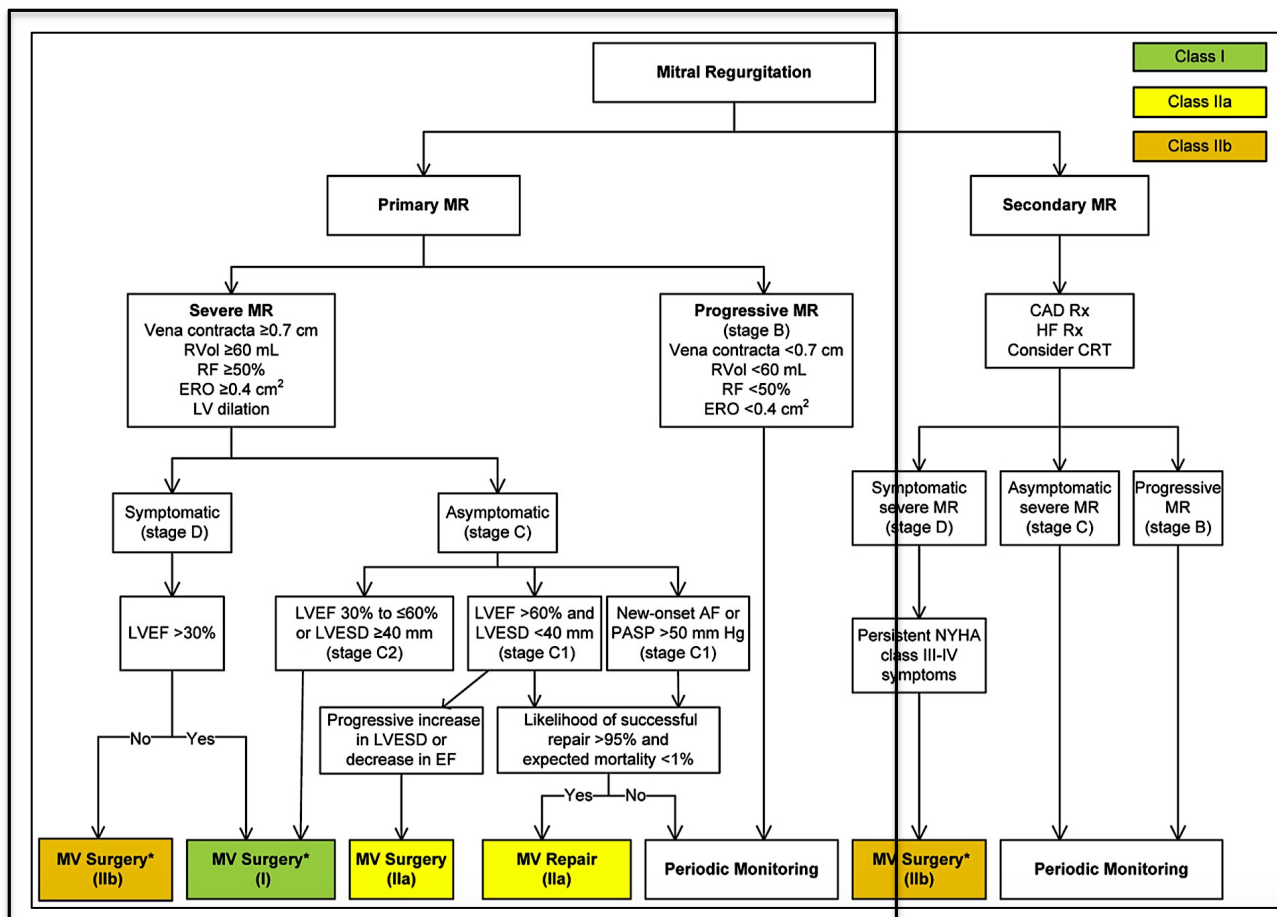 Mitral Regurgitation
Class I
Class IIa
Class IIb
Primary MR
Secondary MR
Severe MR
Vena contracta ≥0.7 cm
RVol ≥60 mL
RF ≥50%
ERO ≥0.4 cm²
LV dilation
Progressive MR
(stage B)
Vena contracta <0.7 cm
RVol <60 mL
RF <50%
ERO <0.4 cm²
CAD Rx
HF Rx
Consider CRT
Symptomatic
(stage D)
Asymptomatic
(stage C)
Symptomatic
severe MR
(stage D)
Asymptomatic
severe MR
(stage C)
Progressive
MR
(stage B)
LVEF >30%
LVEF 30% to ≤60%
or LVESD ≥40 mm
(stage C2)
LVEF >60% and
LVESD <40 mm
(stage C1)
New-onset AF or
PASP >50 mm Hg
(stage C1)
Persistent NYHA
class III-IV
symptoms
Progressive increase
in LVESD or
decrease in EF
Likelihood of successful
repair >95% and
expected mortality <1%
No
Yes
Yes
No
MV Surgery*
(IIb)
MV Surgery*
(I)
MV Surgery
(IIa)
MV Repair
(IIa)
Periodic Monitoring
MV Surgery*
(IIb)
Periodic Monitoring